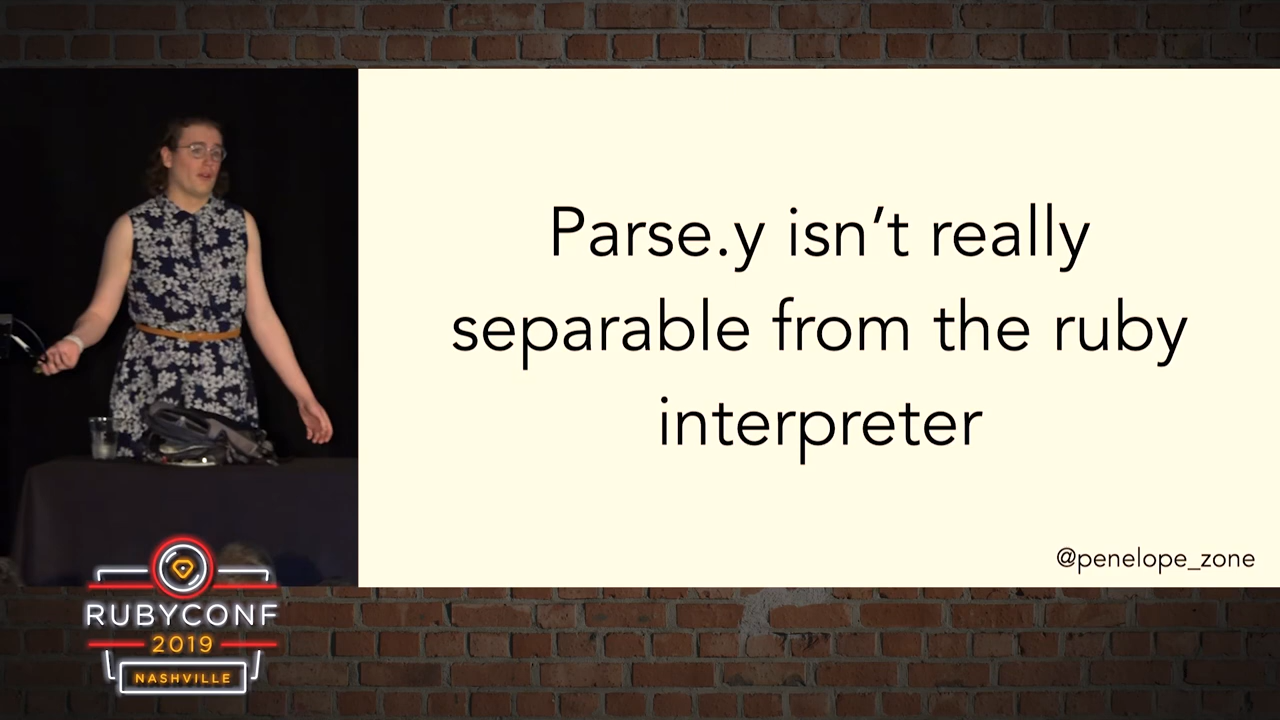 Parse.y isn’t really
separable from the ruby
interpreter
@penelope_zone
RUBYCONF
2019
NASHVILLE